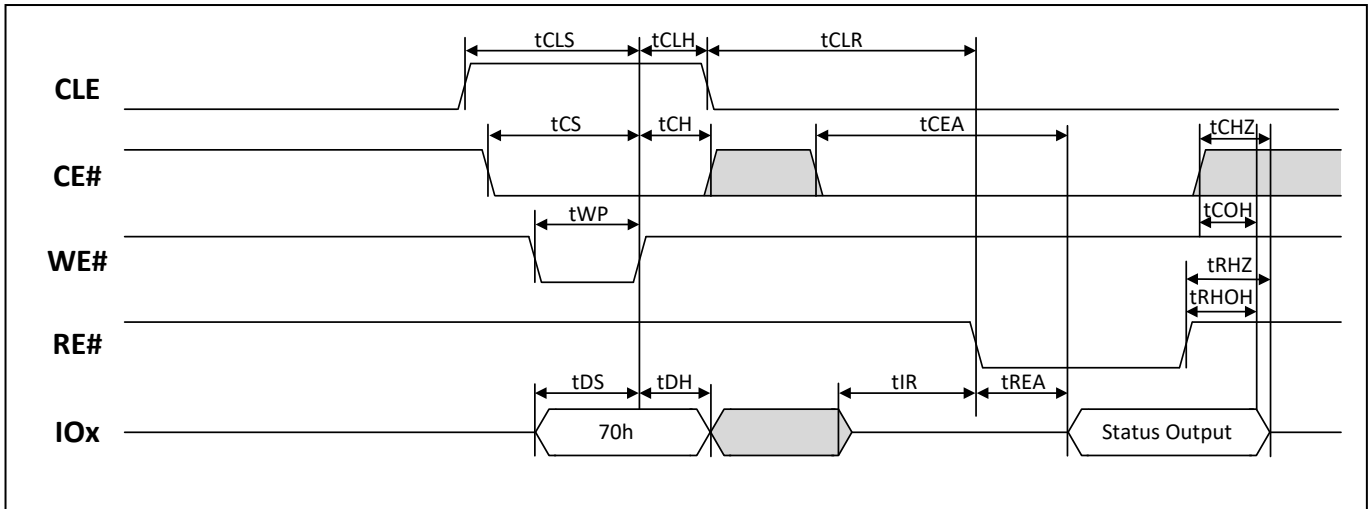 tCLS tCLH tCLR
CLE
tCS tCH tCEA tCHZ
CE#
tWP tCOH
WE#
tRHZ
tRHOH
RE#
tDS tDH tIR tREA
IOx 70h Status Output